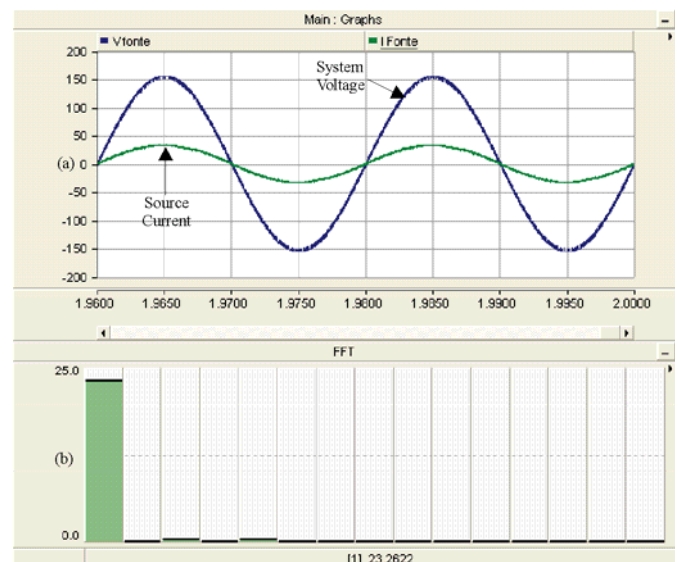 Main : Graphs
Vfonte
I Fonte
200
150
100
50
(a) 0
-50
-100
-150
-200
System
Voltage
Source
Current
1.9600 1.9650 1.9700 1.9750 1.9800 1.9850 1.9900 1.9950 2.0000
FFT
25.0
(b)
0.0
[1] 23.2622